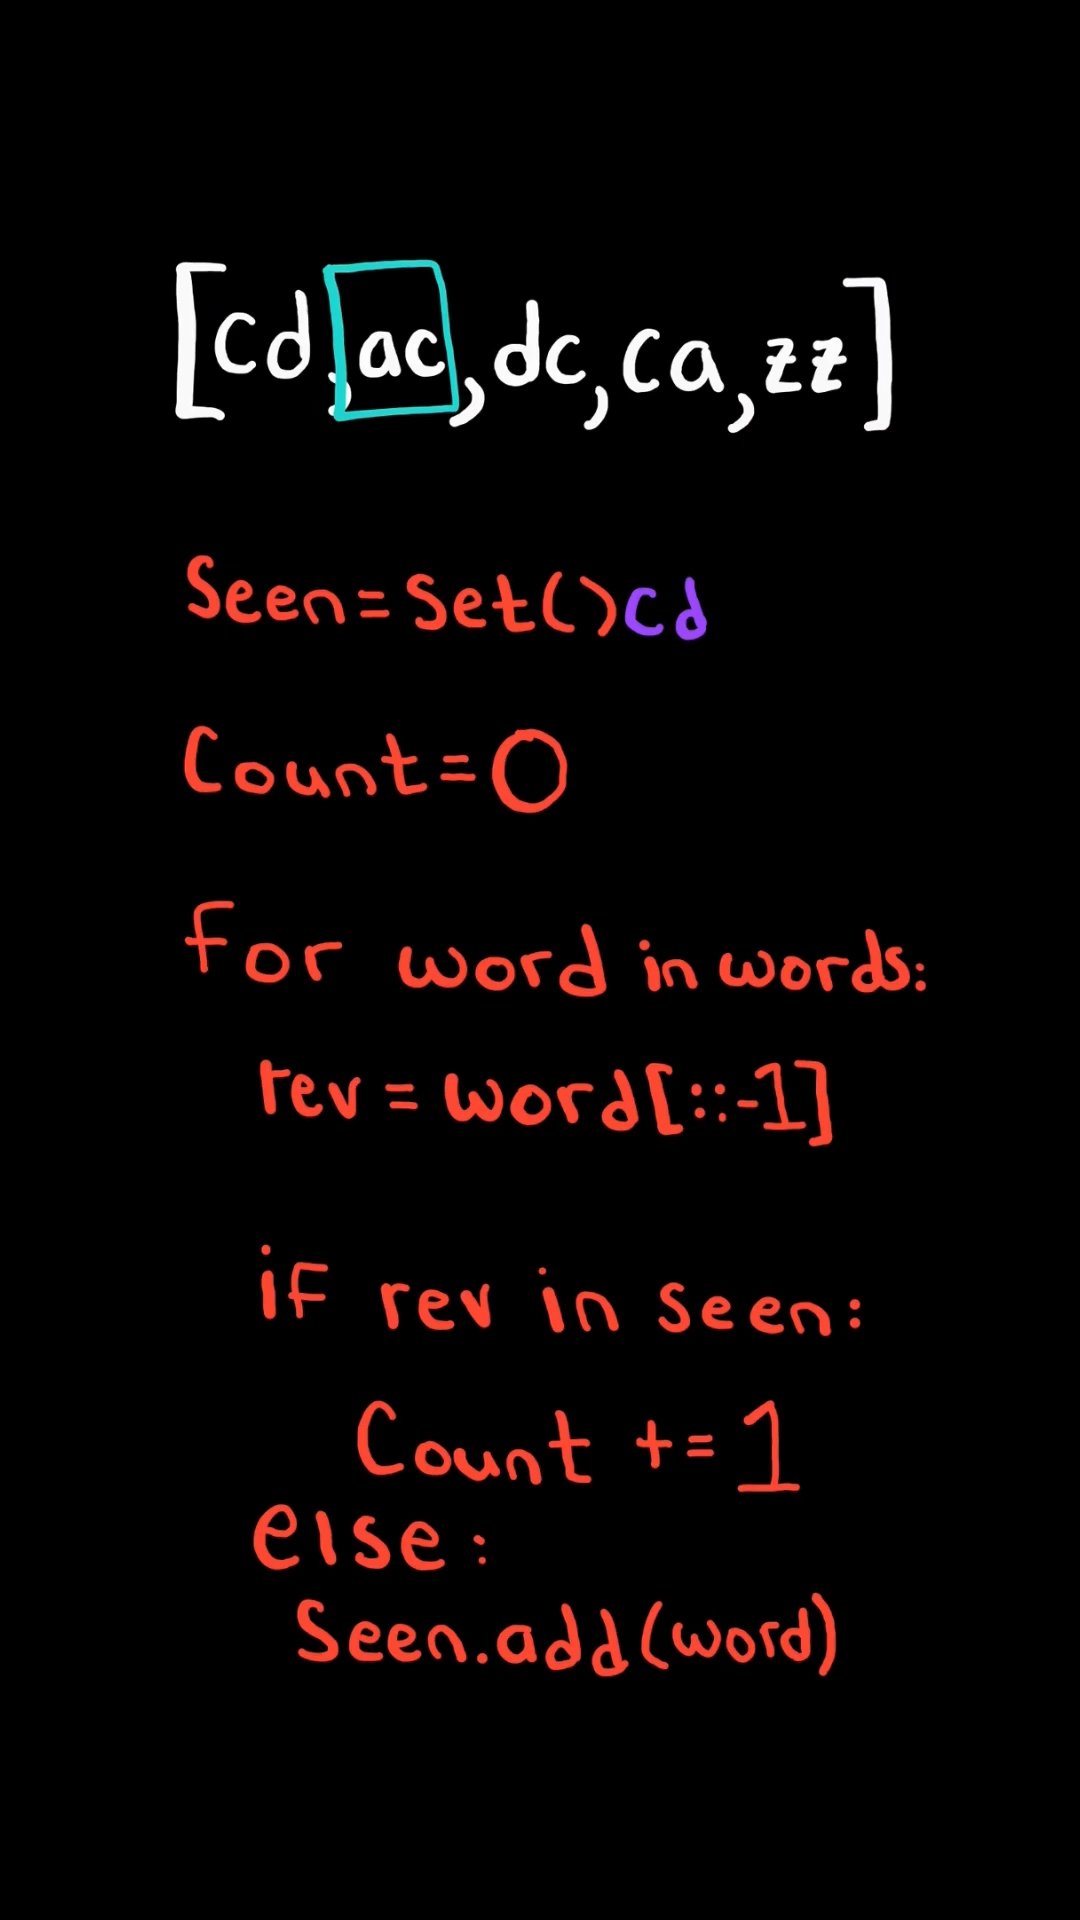 [cd,ac,dc,ca,zz]
Seen=Set()cd
Count=0
for word in words:
rev=word[::-1]
if rev in seen:
Count +=1
else:
Seen.add(word)